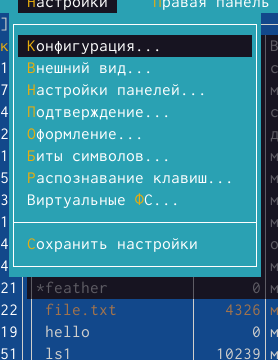 Настройки Правая панель
Конфигурация...
Внешний вид...
Настройки панелей...
Подтверждение...
Оформление...
Биты символов...
Распознавание клавиш...
Виртуальные ФС...
Сохранить настройки
21 *feather 0 м
22 file.txt 4326 м
19 hello 0 м
51 ls1 10239 м